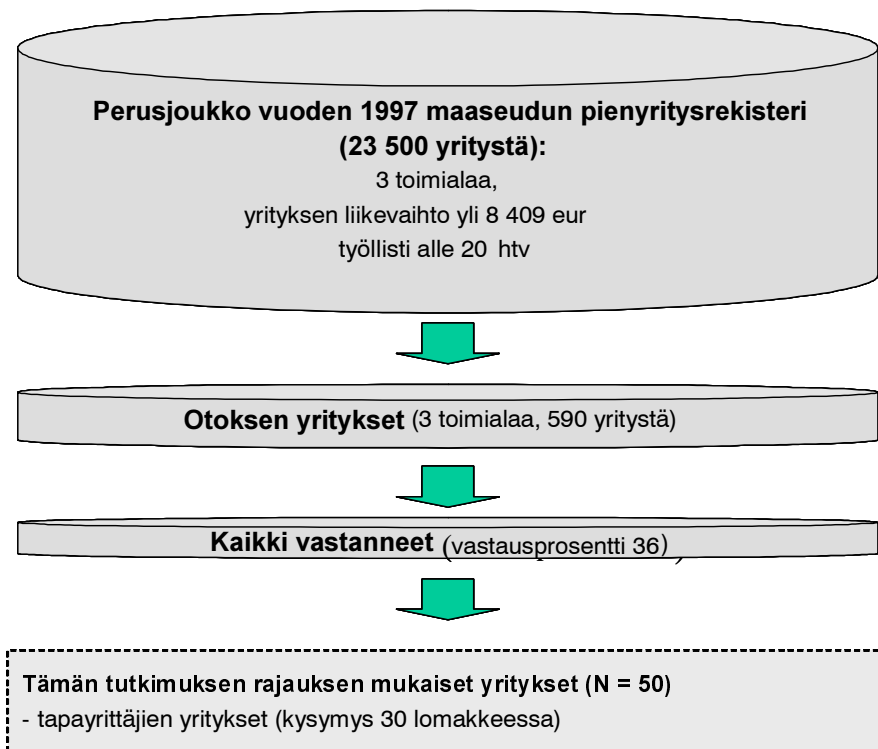 Perusjoukko vuoden 1997 maaseudun pienyritysrekisteri
(23 500 yritystä):
3 toimialaa,
yrityksen liikevaihto yli 8 409 eur
työllisti alle 20 htv
Otoksen yritykset (3 toimialaa, 590 yritystä)
Kaikki vastanneet (vastausprosentti 36)
Tämän tutkimuksen rajauksen mukaiset yritykset (N = 50)
- tapayrittäjien yritykset (kysymys 30 lomakkeessa)